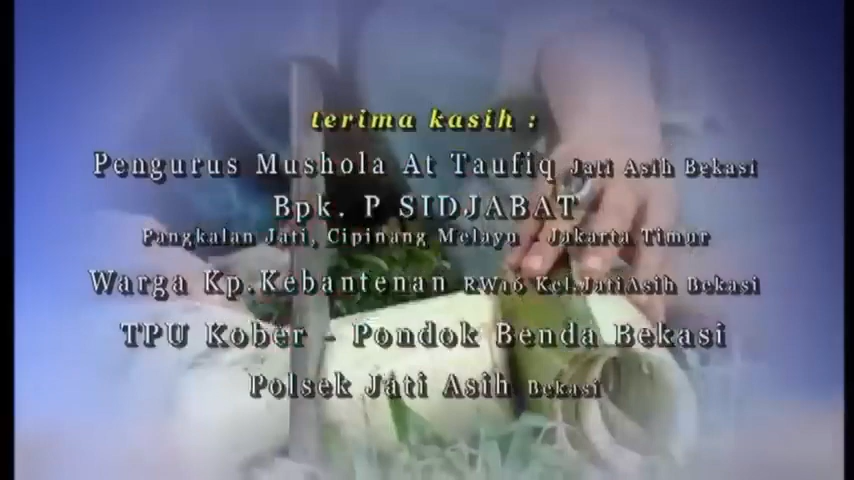 terima kasih :
Pengurus Mushola At Taufiq Jati Asih Bekasi
Bpk. P SIDJABAT
Pangkalan Jati, Cipinang Melayu - Jakarta Timur
Warga Kp.Kebantenan RW16 Kel.JatiAsih Bekasi
TPU Kober - Pondok Benda Bekasi
Polsek Jati Asih Bekasi